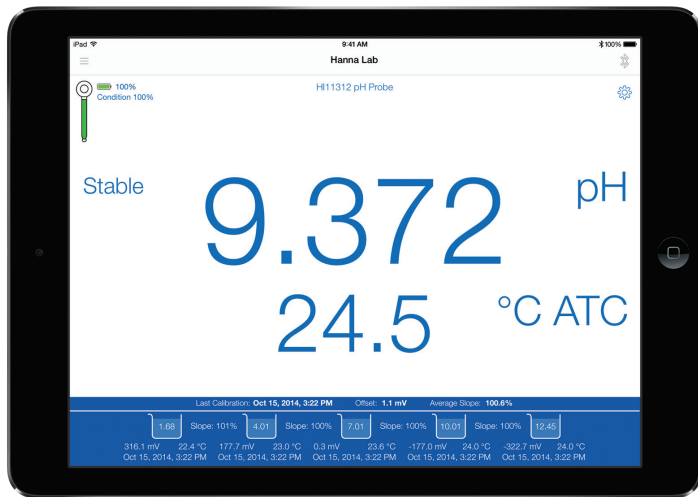 iPad 9:41 AM 100%
Hanna Lab
100%
Condition 100%
HI11312 pH Probe
Stable
9.372 pH
24.5 °C ATC
Last Calibration: Oct 15, 2014, 3:22 PM Offset: 1.1 mV Average Slope: 100.6%
1.68 Slope: 101% 4.01 Slope: 100% 7.01 Slope: 100% 10.01 Slope: 100% 12.45
316.1 mV 22.4 °C 177.7 mV 23.0 °C 0.3 mV 23.6 °C -177.0 mV 24.0 °C -322.7 mV 24.0 °C
Oct 15, 2014, 3:22 PM Oct 15, 2014, 3:22 PM Oct 15, 2014, 3:22 PM Oct 15, 2014, 3:22 PM Oct 15, 2014, 3:22 PM